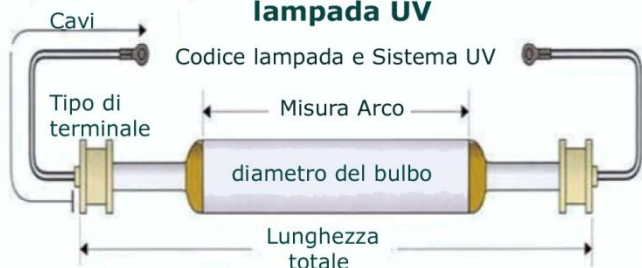 lampada UV
Cavi
Codice lampada e Sistema UV
Tipo di
terminale
Misura Arco
diametro del bulbo
Lunghezza
totale